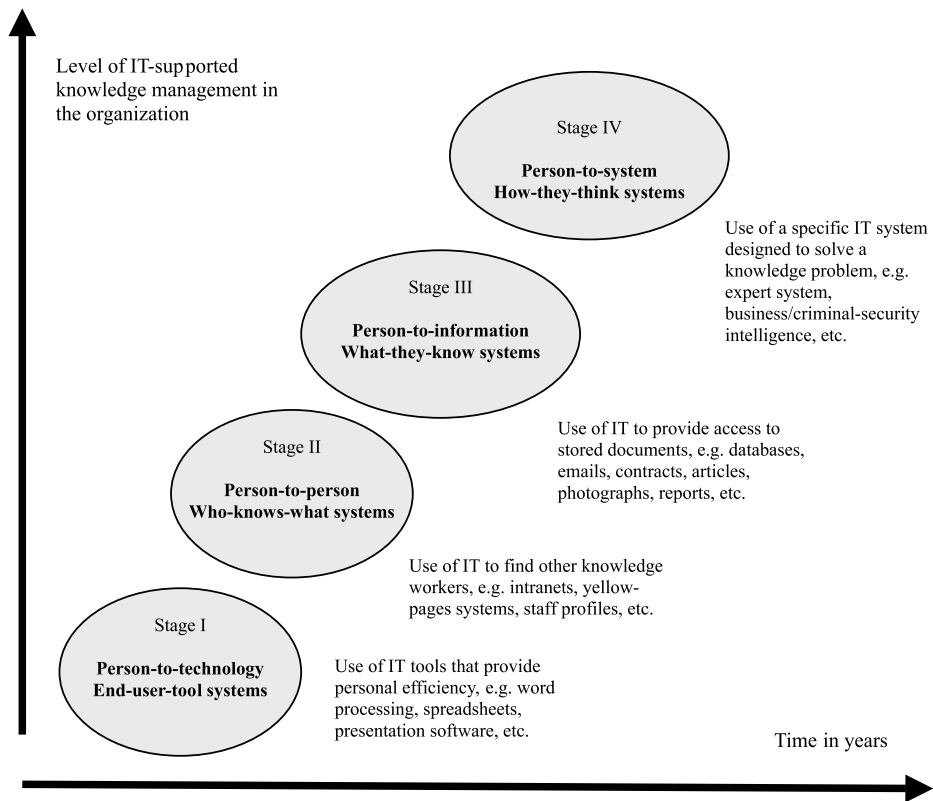 Level of IT-supported
knowledge management in
the organization
Stage IV
Person-to-system
How-they-think systems
Use of a specific IT system
designed to solve a
knowledge problem, e.g.
expert system,
business/criminal-security
intelligence, etc.
Stage III
Person-to-information
What-they-know systems
Use of IT to provide access to
stored documents, e.g. databases,
emails, contracts, articles,
photographs, reports, etc.
Stage II
Person-to-person
Who-knows-what systems
Use of IT to find other knowledge
workers, e.g. intranets, yellow-
pages systems, staff profiles, etc.
Stage I
Person-to-technology
End-user-tool systems
Use of IT tools that provide
personal efficiency, e.g. word
processing, spreadsheets,
presentation software, etc.
Time in years